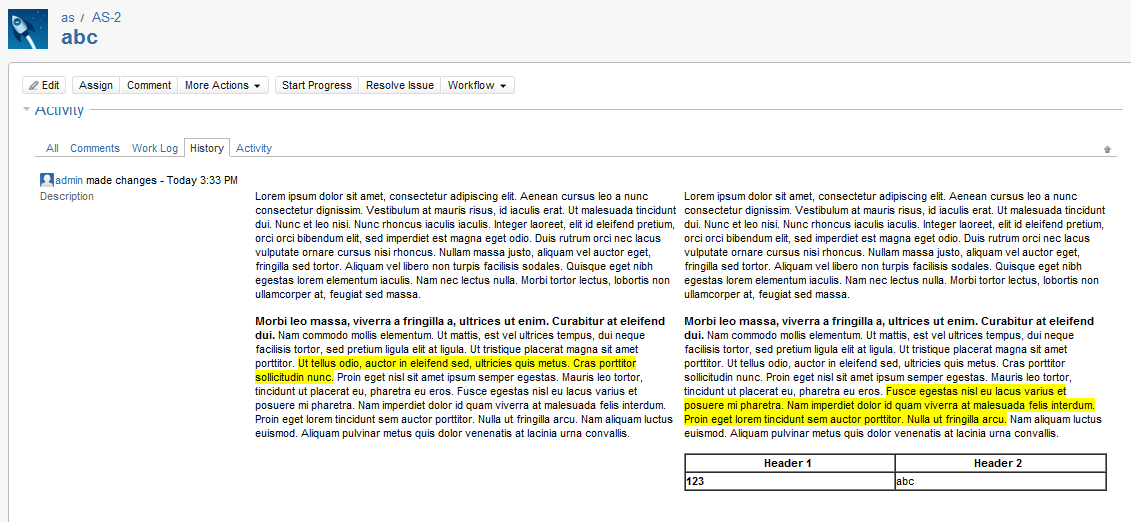 as / AS-2
abc
Edit Assign Comment More Actions Start Progress Resolve Issue Workflow
Activity
All Comments Work Log History Activity
admin made changes - Today 3:33 PM
Description
Lorem ipsum dolor sit amet, consectetur adipiscing elit. Aenean cursus leo a nunc
consectetur dignissim. Vestibulum at mauris risus, id iaculis erat. Ut malesuada tincidunt
dui. Nunc et leo nisi. Nunc rhoncus iaculis iaculis. Integer laoreet, elit id eleifend pretium,
orci orci bibendum elit, sed imperdiet est magna eget odio. Duis rutrum orci nec lacus
vulputate ornare cursus nisi rhoncus. Nullam massa justo, aliquam vel auctor eget,
fringilla sed tortor. Aliquam vel libero non turpis facilisis sodales. Quisque eget nibh
egestas lorem elementum iaculis. Nam nec lectus nulla. Morbi tortor lectus, lobortis non
ullamcorper at, feugiat sed massa.
Morbi leo massa, viverra a fringilla a, ultrices ut enim. Curabitur at eleifend
dui. Nam commodo mollis elementum. Ut mattis, est vel ultrices tempus, dui neque
facilisis tortor, sed pretium ligula elit at ligula. Ut tristique placerat magna sit amet
porttitor. Ut tellus odio, auctor in eleifend sed, ultricies quis metus. Cras porttitor
sollicitudin nunc. Proin eget nisl sit amet ipsum semper egestas. Mauris leo tortor,
tincidunt ut placerat eu, pharetra eu eros. Fusce egestas nisl eu lacus varius et
posuere mi pharetra. Nam imperdiet dolor id quam viverra at malesuada felis interdum.
Proin eget lorem tincidunt sem auctor porttitor. Nulla ut fringilla arcu. Nam aliquam luctus
euismod. Aliquam pulvinar metus quis dolor venenatis at lacinia urna convallis.
Lorem ipsum dolor sit amet, consectetur adipiscing elit. Aenean cursus leo a nunc
consectetur dignissim. Vestibulum at mauris risus, id iaculis erat. Ut malesuada tincidunt
dui. Nunc et leo nisi. Nunc rhoncus iaculis iaculis. Integer laoreet, elit id eleifend pretium,
orci orci bibendum elit, sed imperdiet est magna eget odio. Duis rutrum orci nec lacus
vulputate ornare cursus nisi rhoncus. Nullam massa justo, aliquam vel auctor eget,
fringilla sed tortor. Aliquam vel libero non turpis facilisis sodales. Quisque eget nibh
egestas lorem elementum iaculis. Nam nec lectus nulla. Morbi tortor lectus, lobortis non
ullamcorper at, feugiat sed massa.
Morbi leo massa, viverra a fringilla a, ultrices ut enim. Curabitur at eleifend
dui. Nam commodo mollis elementum. Ut mattis, est vel ultrices tempus, dui neque
facilisis tortor, sed pretium ligula elit at ligula. Ut tristique placerat magna sit amet
porttitor. Ut tellus odio, auctor in eleifend sed, ultricies quis metus. Cras porttitor
sollicitudin nunc. Proin eget nisl sit amet ipsum semper egestas. Mauris leo tortor,
tincidunt ut placerat eu, pharetra eu eros. Fusce egestas nisl eu lacus varius et
posuere mi pharetra. Nam imperdiet dolor id quam viverra at malesuada felis interdum.
Proin eget lorem tincidunt sem auctor porttitor. Nulla ut fringilla arcu. Nam aliquam luctus
euismod. Aliquam pulvinar metus quis dolor venenatis at lacinia urna convallis.
Header 1 Header 2
123 abc